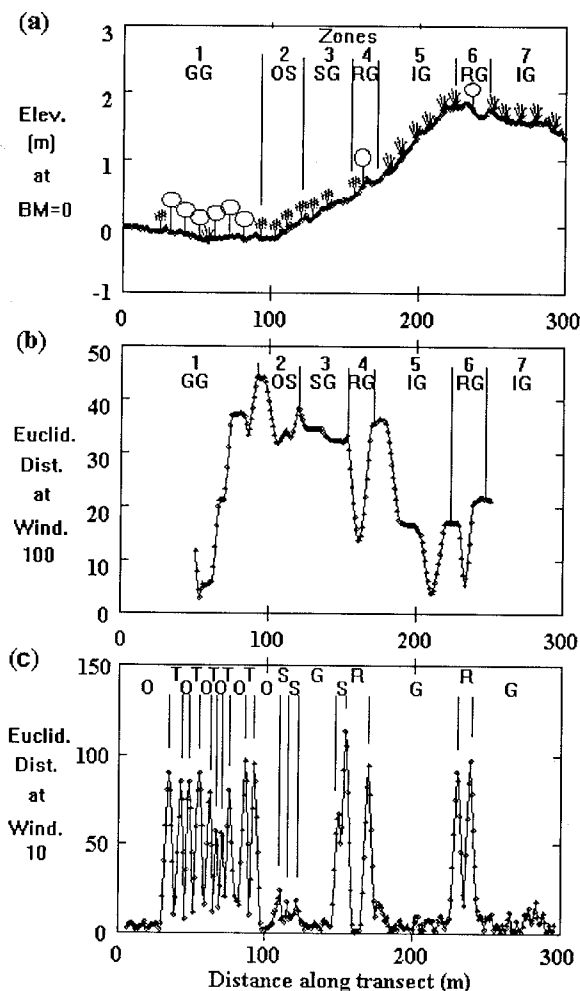 (a)
Zones
1 2 3 4 5 6 7
GG OS SG RG IG RG IG
Elev.
(m)
at
BM=0
3
2
1
0
-1
0 100 200 300
(b)
1 2 3 4 5 6 7
GG OS SG RG IG RG IG
Euclid.
Dist.
at
Wind.
100
50
40
30
20
10
0
0 100 200 300
(c)
T T T T T S G R R
O O O O O O O S S G G
Euclid.
Dist.
at
Wind.
10
150
100
50
0
0 100 200 300
Distance along transect (m)